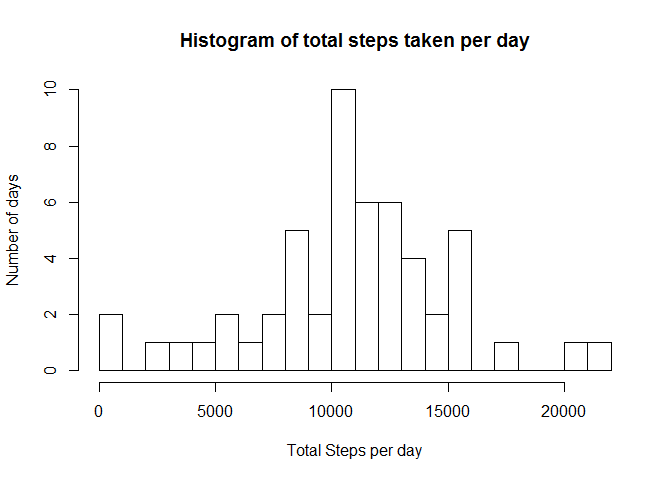 Histogram of total steps taken per day
Number of days
10
8
6
4
2
0
0 5000 10000 15000 20000
Total Steps per day